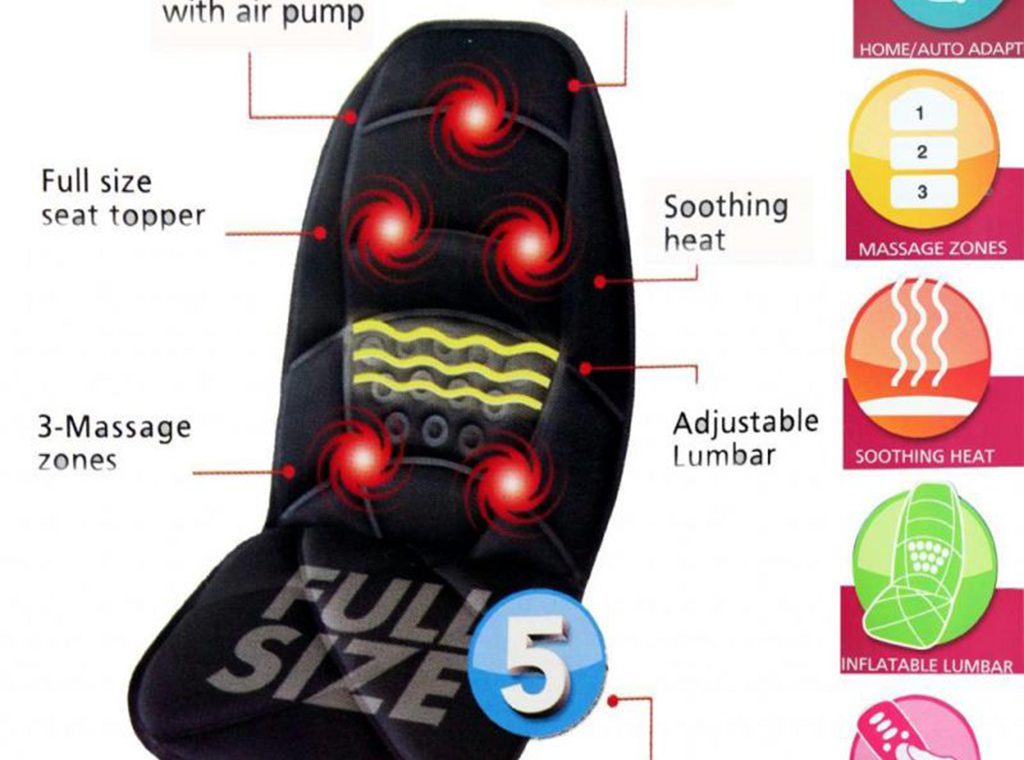 with air pump
Full size
seat topper
Soothing
heat
3-Massage
zones
Adjustable
Lumbar
FULL
SIZE
5
HOME/AUTO ADAPT
1
2
3
MASSAGE ZONES
SOOTHING HEAT
INFLATABLE LUMBAR